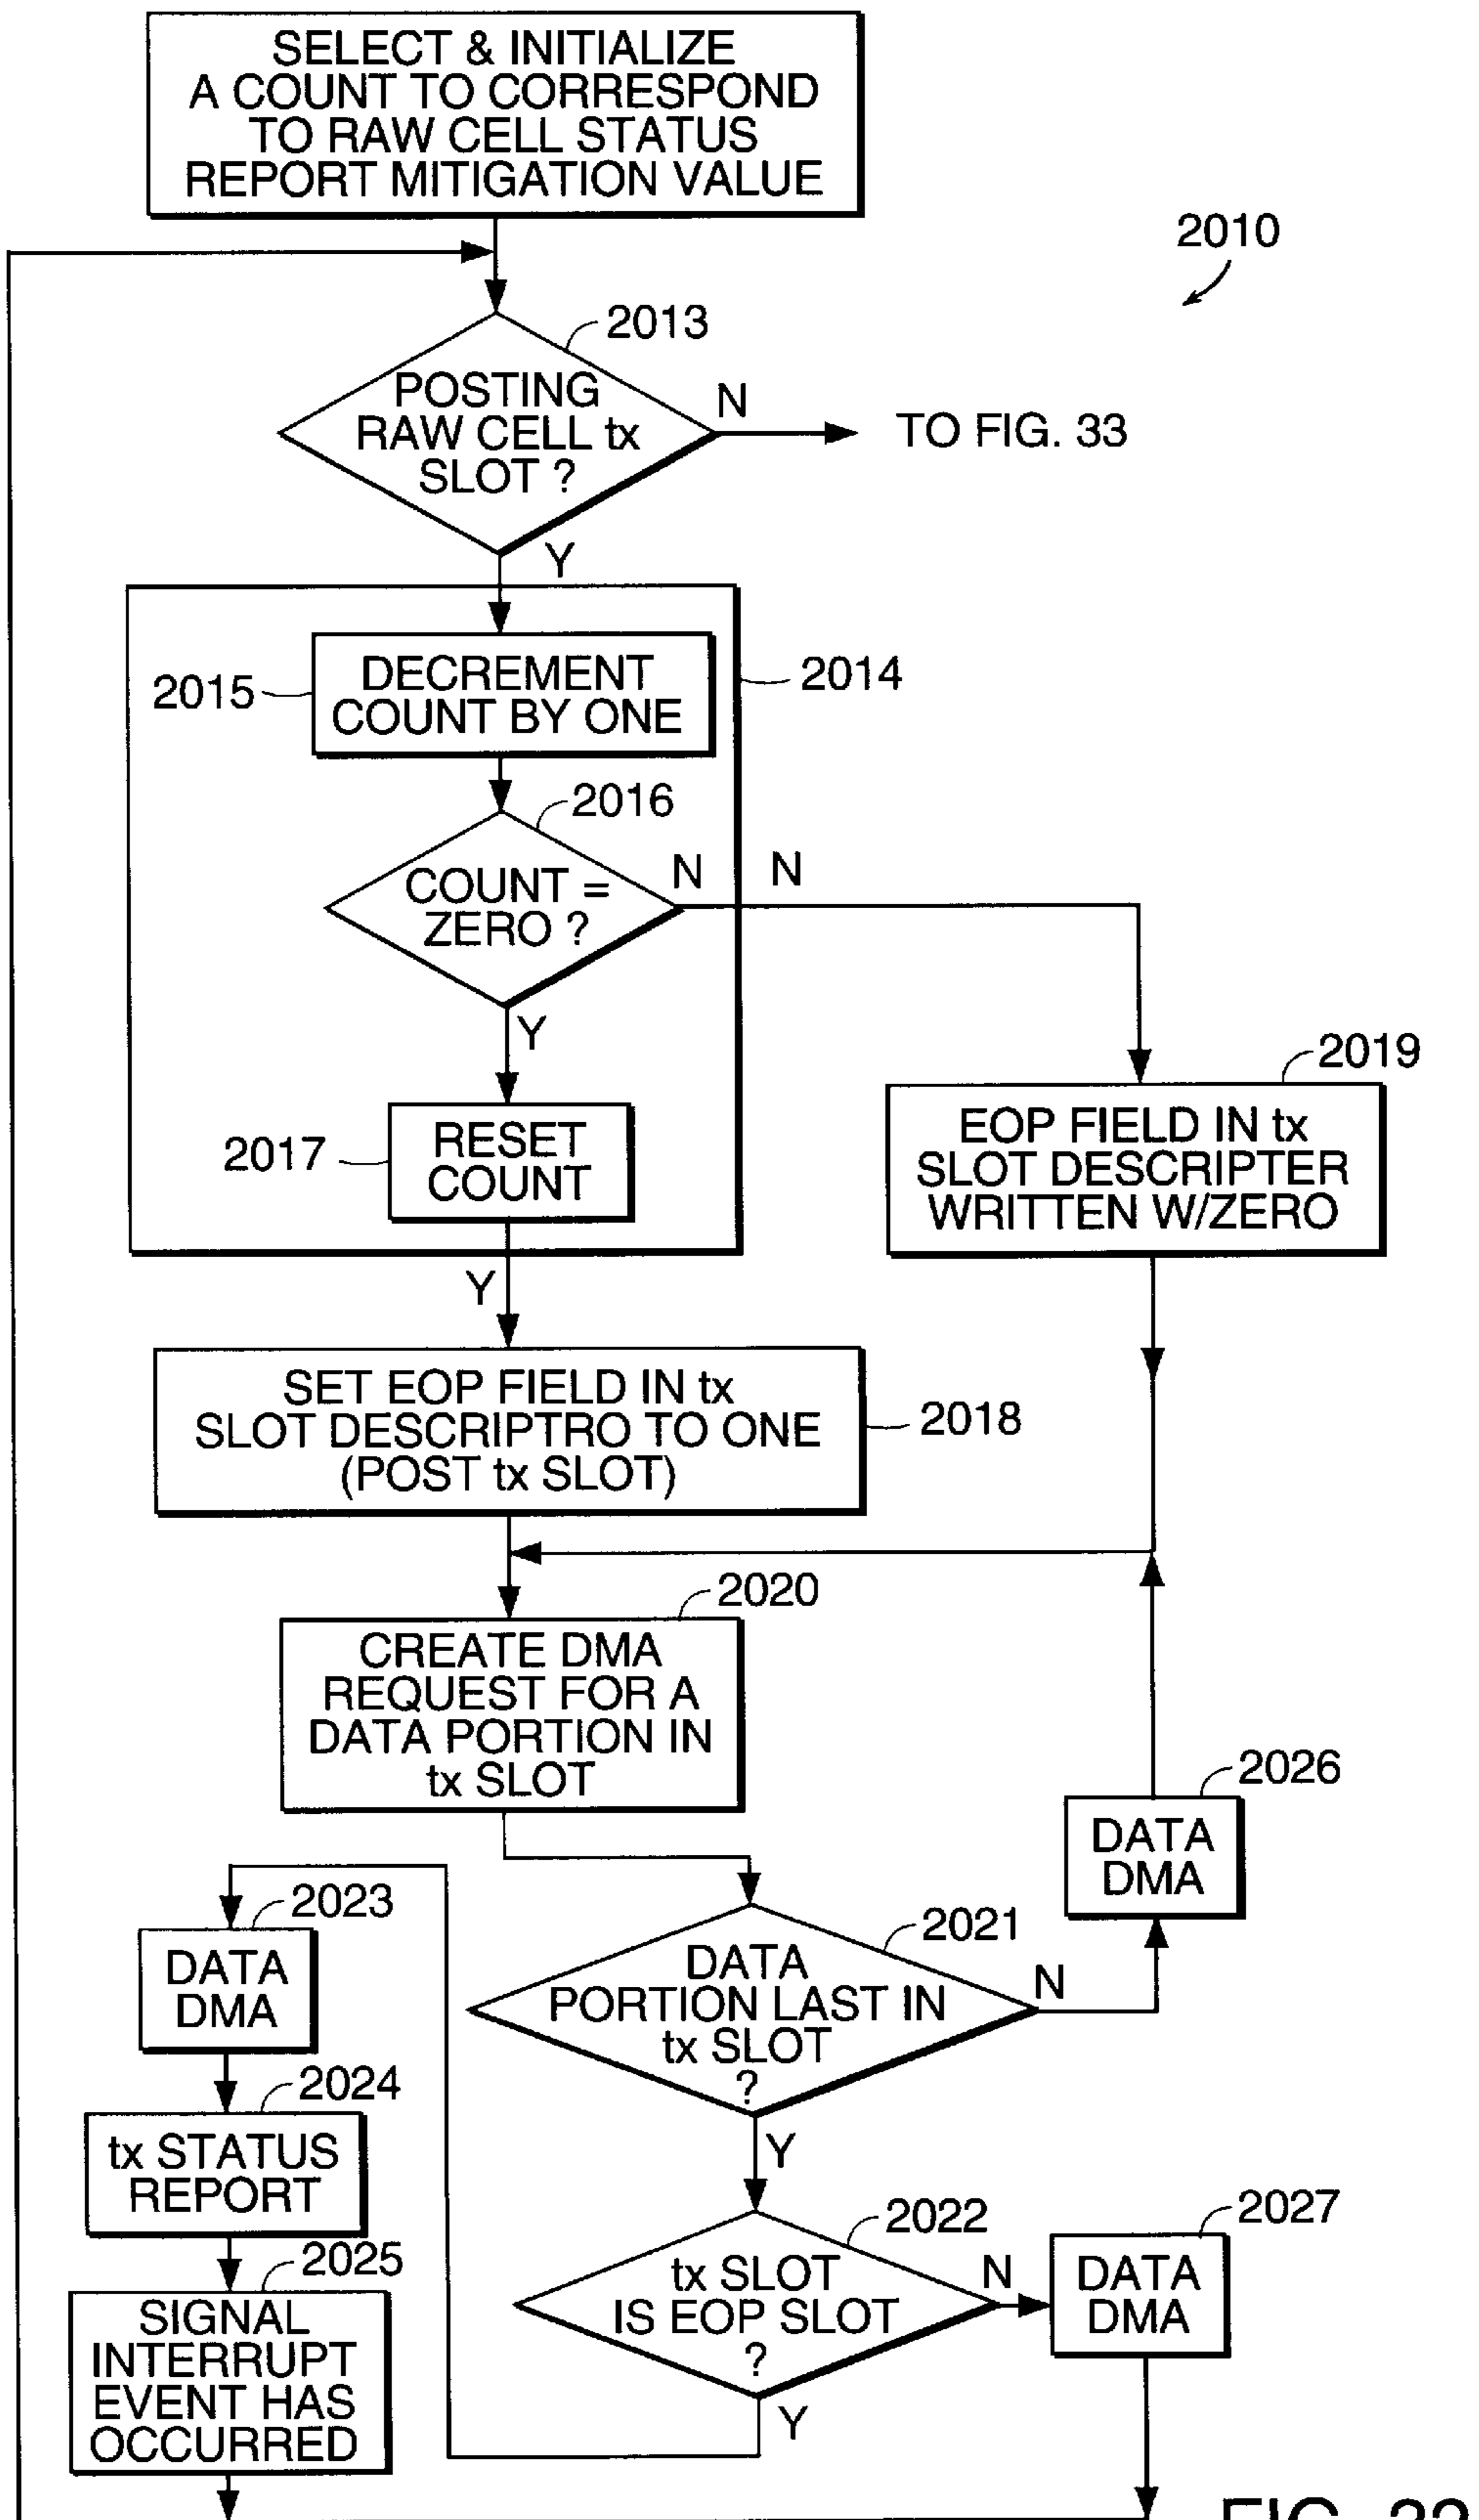 SELECT & INITIALIZE
A COUNT TO CORRESPOND
TO RAW CELL STATUS
REPORT MITIGATION VALUE
2010
2013
POSTING
RAW CELL tx
SLOT ?
N
TO FIG. 33
Y
2014
2015
DECREMENT
COUNT BY ONE
2016
COUNT =
ZERO ?
N
N
Y
2017
RESET
COUNT
2019
EOP FIELD IN tx
SLOT DESCRIPTER
WRITTEN W/ZERO
Y
SET EOP FIELD IN tx
SLOT DESCRIPTRO TO ONE
(POST tx SLOT)
2018
2020
CREATE DMA
REQUEST FOR A
DATA PORTION IN
tx SLOT
2026
DATA
DMA
2023
DATA
DMA
2021
DATA
PORTION LAST IN
tx SLOT
?
N
Y
2024
tx STATUS
REPORT
2022
tx SLOT
IS EOP SLOT
?
N
Y
2027
DATA
DMA
2025
SIGNAL
INTERRUPT
EVENT HAS
OCCURRED